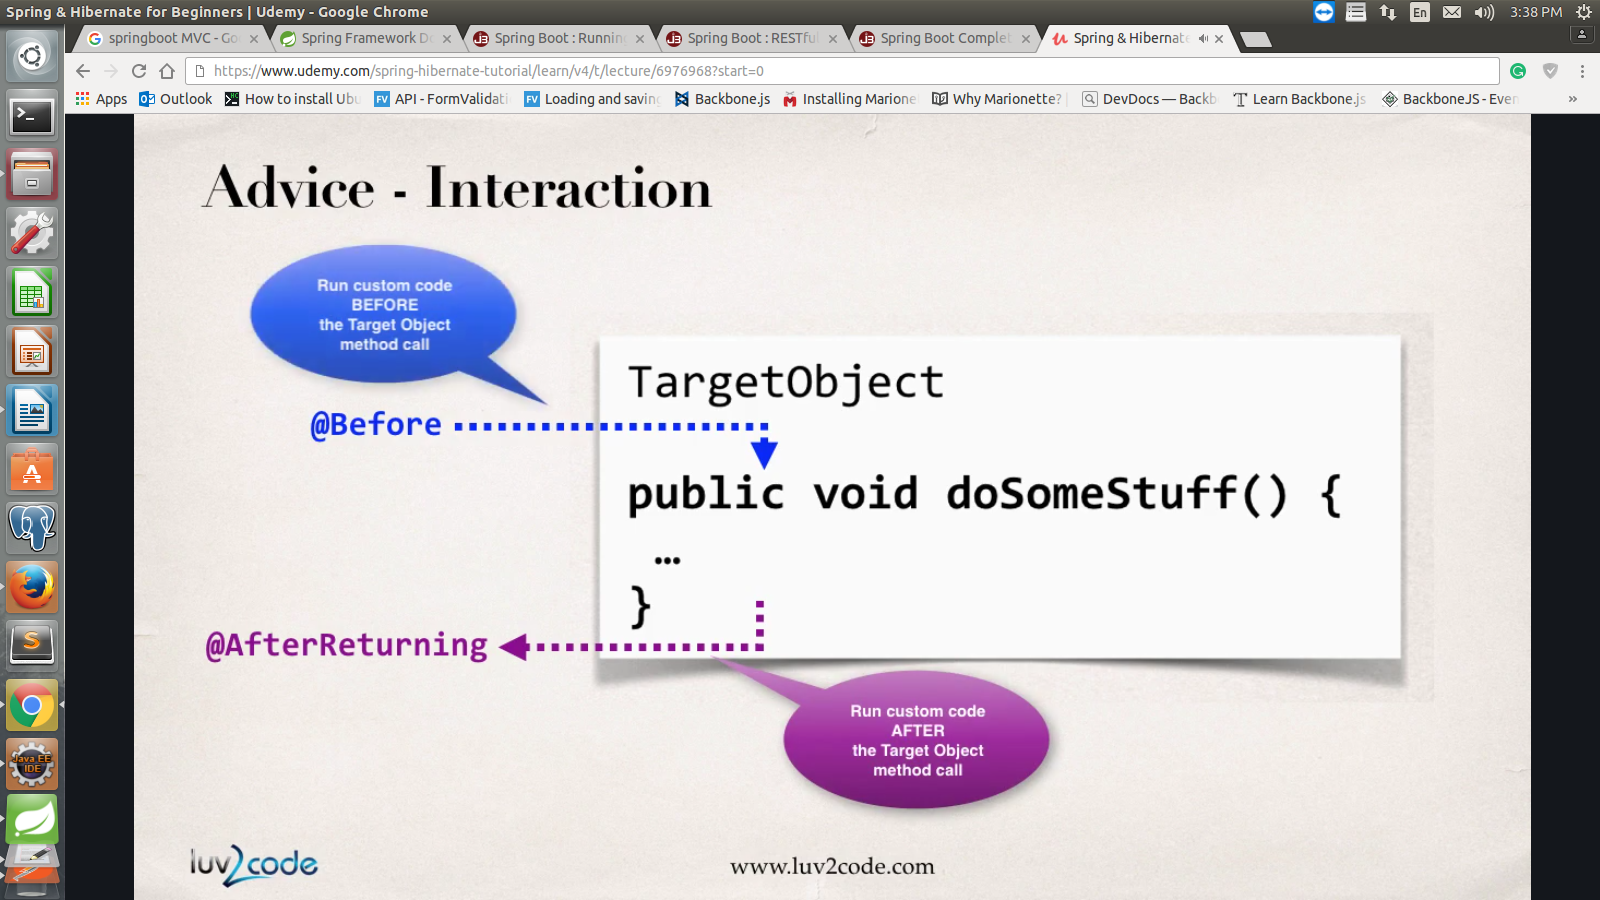 Spring & Hibernate for Beginners | Udemy - Google Chrome
En
3:38 PM
springboot MVC - Go
Spring Framework Do
Spring Boot : Runnin
Spring Boot : RESTfu
Spring Boot Complet
Spring & Hibernate
https://www.udemy.com/spring-hibernate-tutorial/learn/v4/t/lecture/6976968?start=0
Apps
Outlook
How to install Ubu
FV API - FormValidati
FV Loading and saving
Backbone.js
Installing Marione
Why Marionette?
DevDocs — Backb
Learn Backbone.js
BackboneJS - Ever
»
Advice - Interaction
Run custom code
BEFORE
the Target Object
method call
TargetObject
@Before
public void doSomeStuff() {
…
}
@AfterReturning
Run custom code
AFTER
the Target Object
method call
Java EE
IDE
luv2code
www.luv2code.com